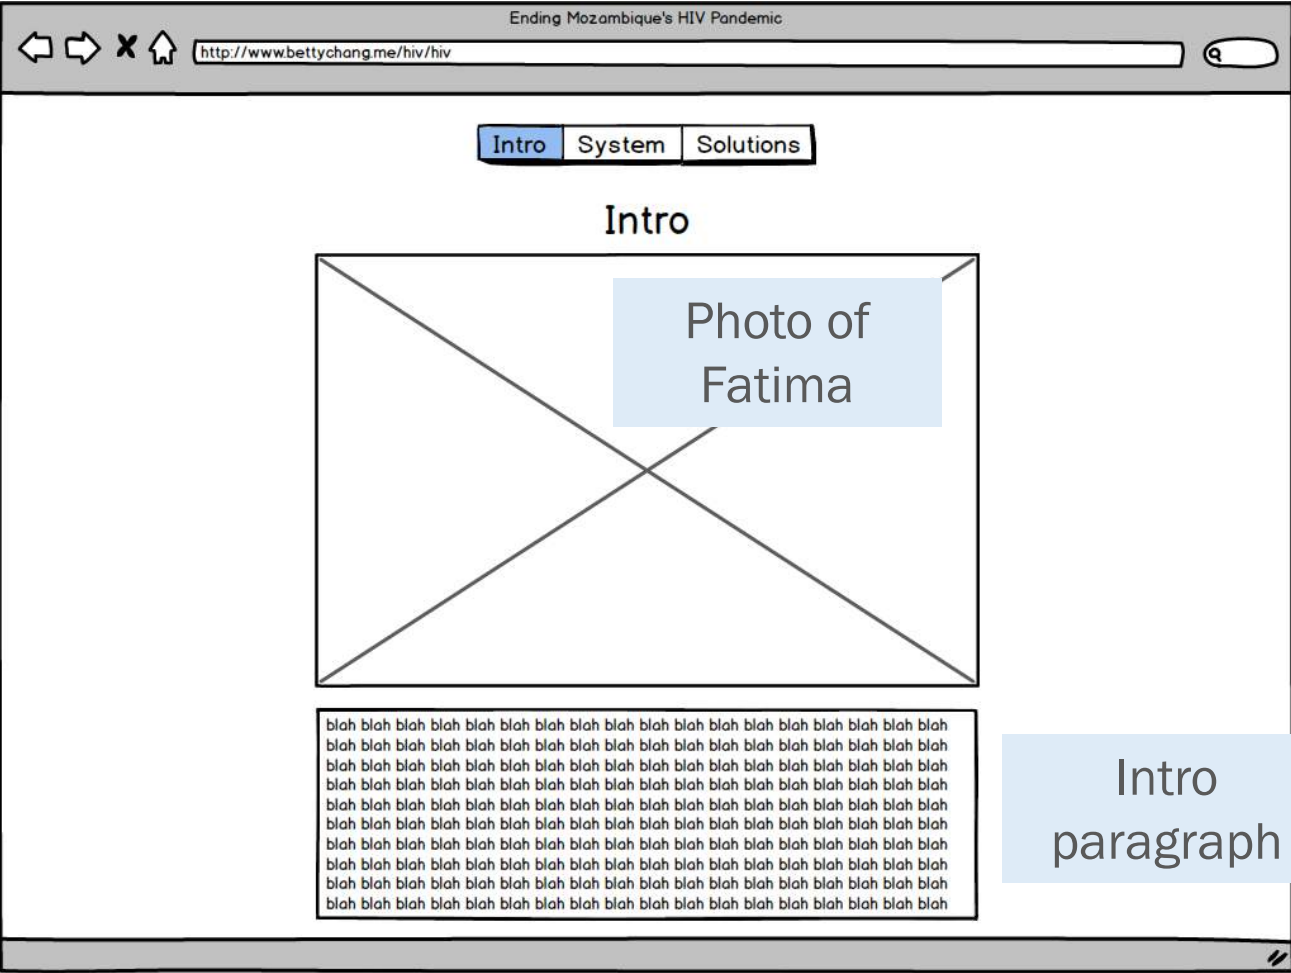 Ending Mozambique's HIV Pandemic
http://www.bettychang.me/hiv/hiv
Intro System Solutions
Intro
Photo of
Fatima
blah blah blah blah blah blah blah blah blah blah blah blah blah blah blah blah blah blah
blah blah blah blah blah blah blah blah blah blah blah blah blah blah blah blah blah blah
blah blah blah blah blah blah blah blah blah blah blah blah blah blah blah blah blah blah
blah blah blah blah blah blah blah blah blah blah blah blah blah blah blah blah blah blah
blah blah blah blah blah blah blah blah blah blah blah blah blah blah blah blah blah blah
blah blah blah blah blah blah blah blah blah blah blah blah blah blah blah blah blah blah
blah blah blah blah blah blah blah blah blah blah blah blah blah blah blah blah blah blah
blah blah blah blah blah blah blah blah blah blah blah blah blah blah blah blah blah blah
blah blah blah blah blah blah blah blah blah blah blah blah blah blah blah blah blah blah
blah blah blah blah blah blah blah blah blah blah blah blah blah blah blah blah blah blah
Intro
paragraph